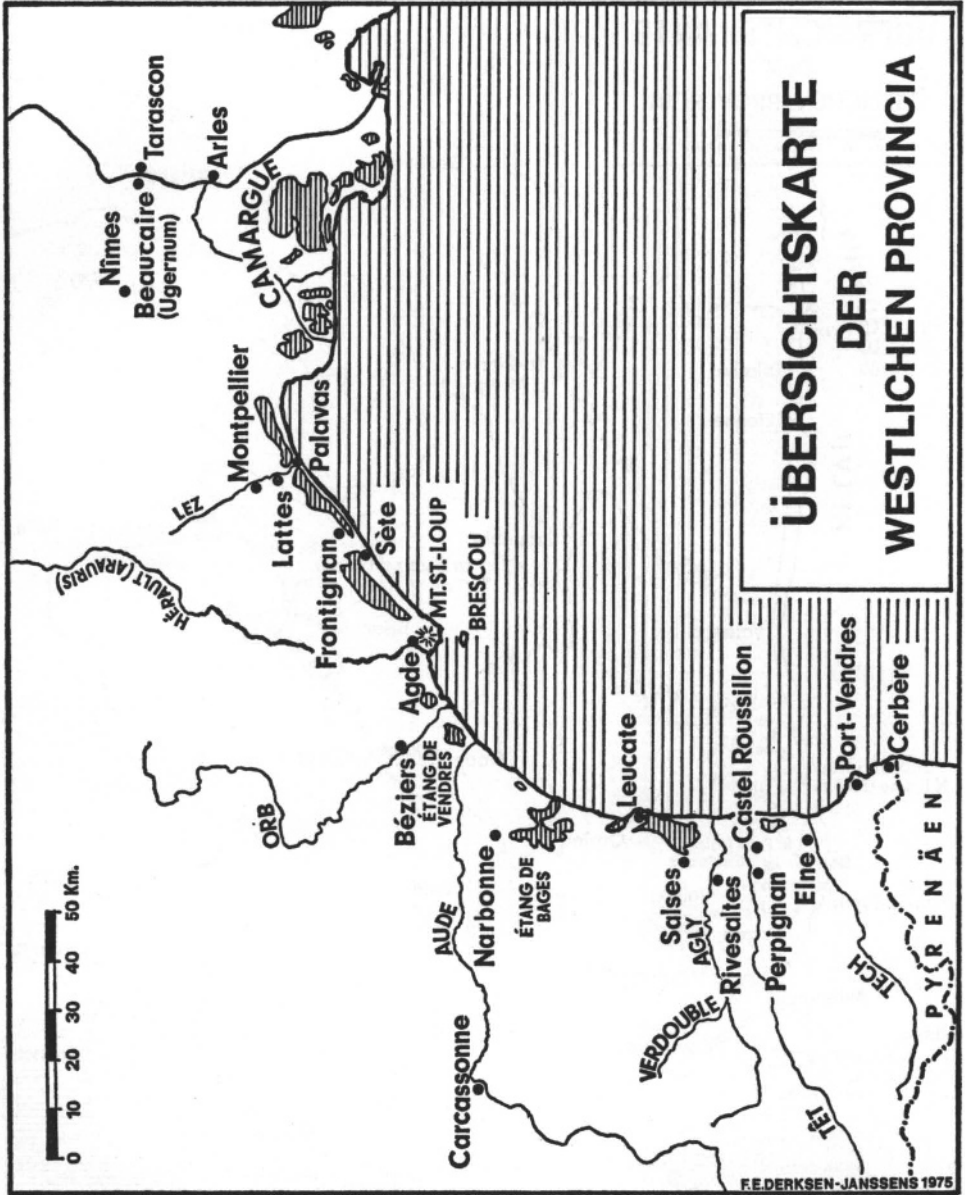 ÜBERSICHTSKARTE
DER
WESTLICHEN PROVINCIA
0 10 20 30 40 50 Km.
Nîmes
Tarascon
Beaucaire
(Ugernum)
Arles
CAMARGUE
Montpellier
LEZ
Lattes
Palavas
HÉRAULT (ARAURIS)
Frontignan
Sète
MT.ST.-LOUP
Agde
BRESCOU
ORB
Béziers
ÉTANG DE
VENDRES
AUDE
Narbonne
ÉTANG DE
BAGES
Carcassonne
Leucate
Salses
AGLY
VERDOUBLE
Rivesaltes
Castel Roussillon
Perpignan
TÊT
Elne
TECH
Port-Vendres
Cerbère
PYRENÄEN
F.E.DERKSEN-JANSSENS 1975